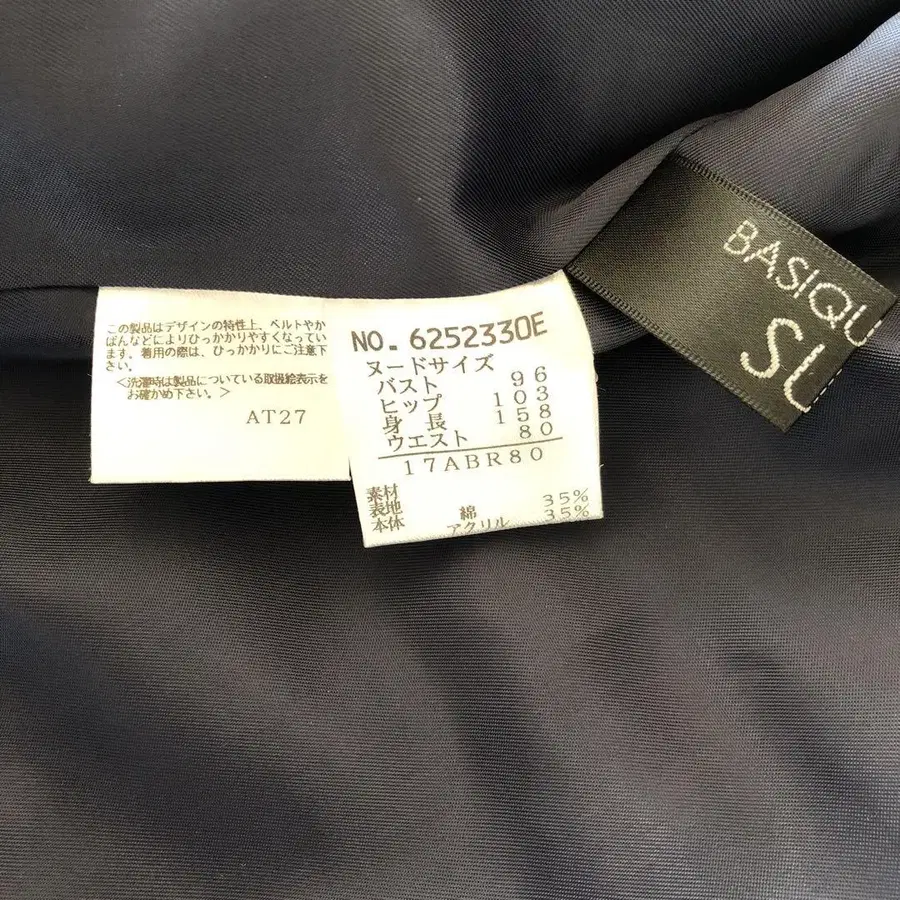 この製品はデザインの特性上、ベルトやか
ばんなどによりひっかかりやすくなってい
ます。着用の際は、ひっかかりにご注意下
さい。
＜洗濯時は製品についている取扱絵表示を
お確かめ下さい。＞
AT27
NO. 6252330E
ヌードサイズ
バスト 96
ヒップ 103
身長 158
ウエスト 80
17ABR80
素材
表地 綿 35%
本体 アクリル 35%
BASIQU
SL